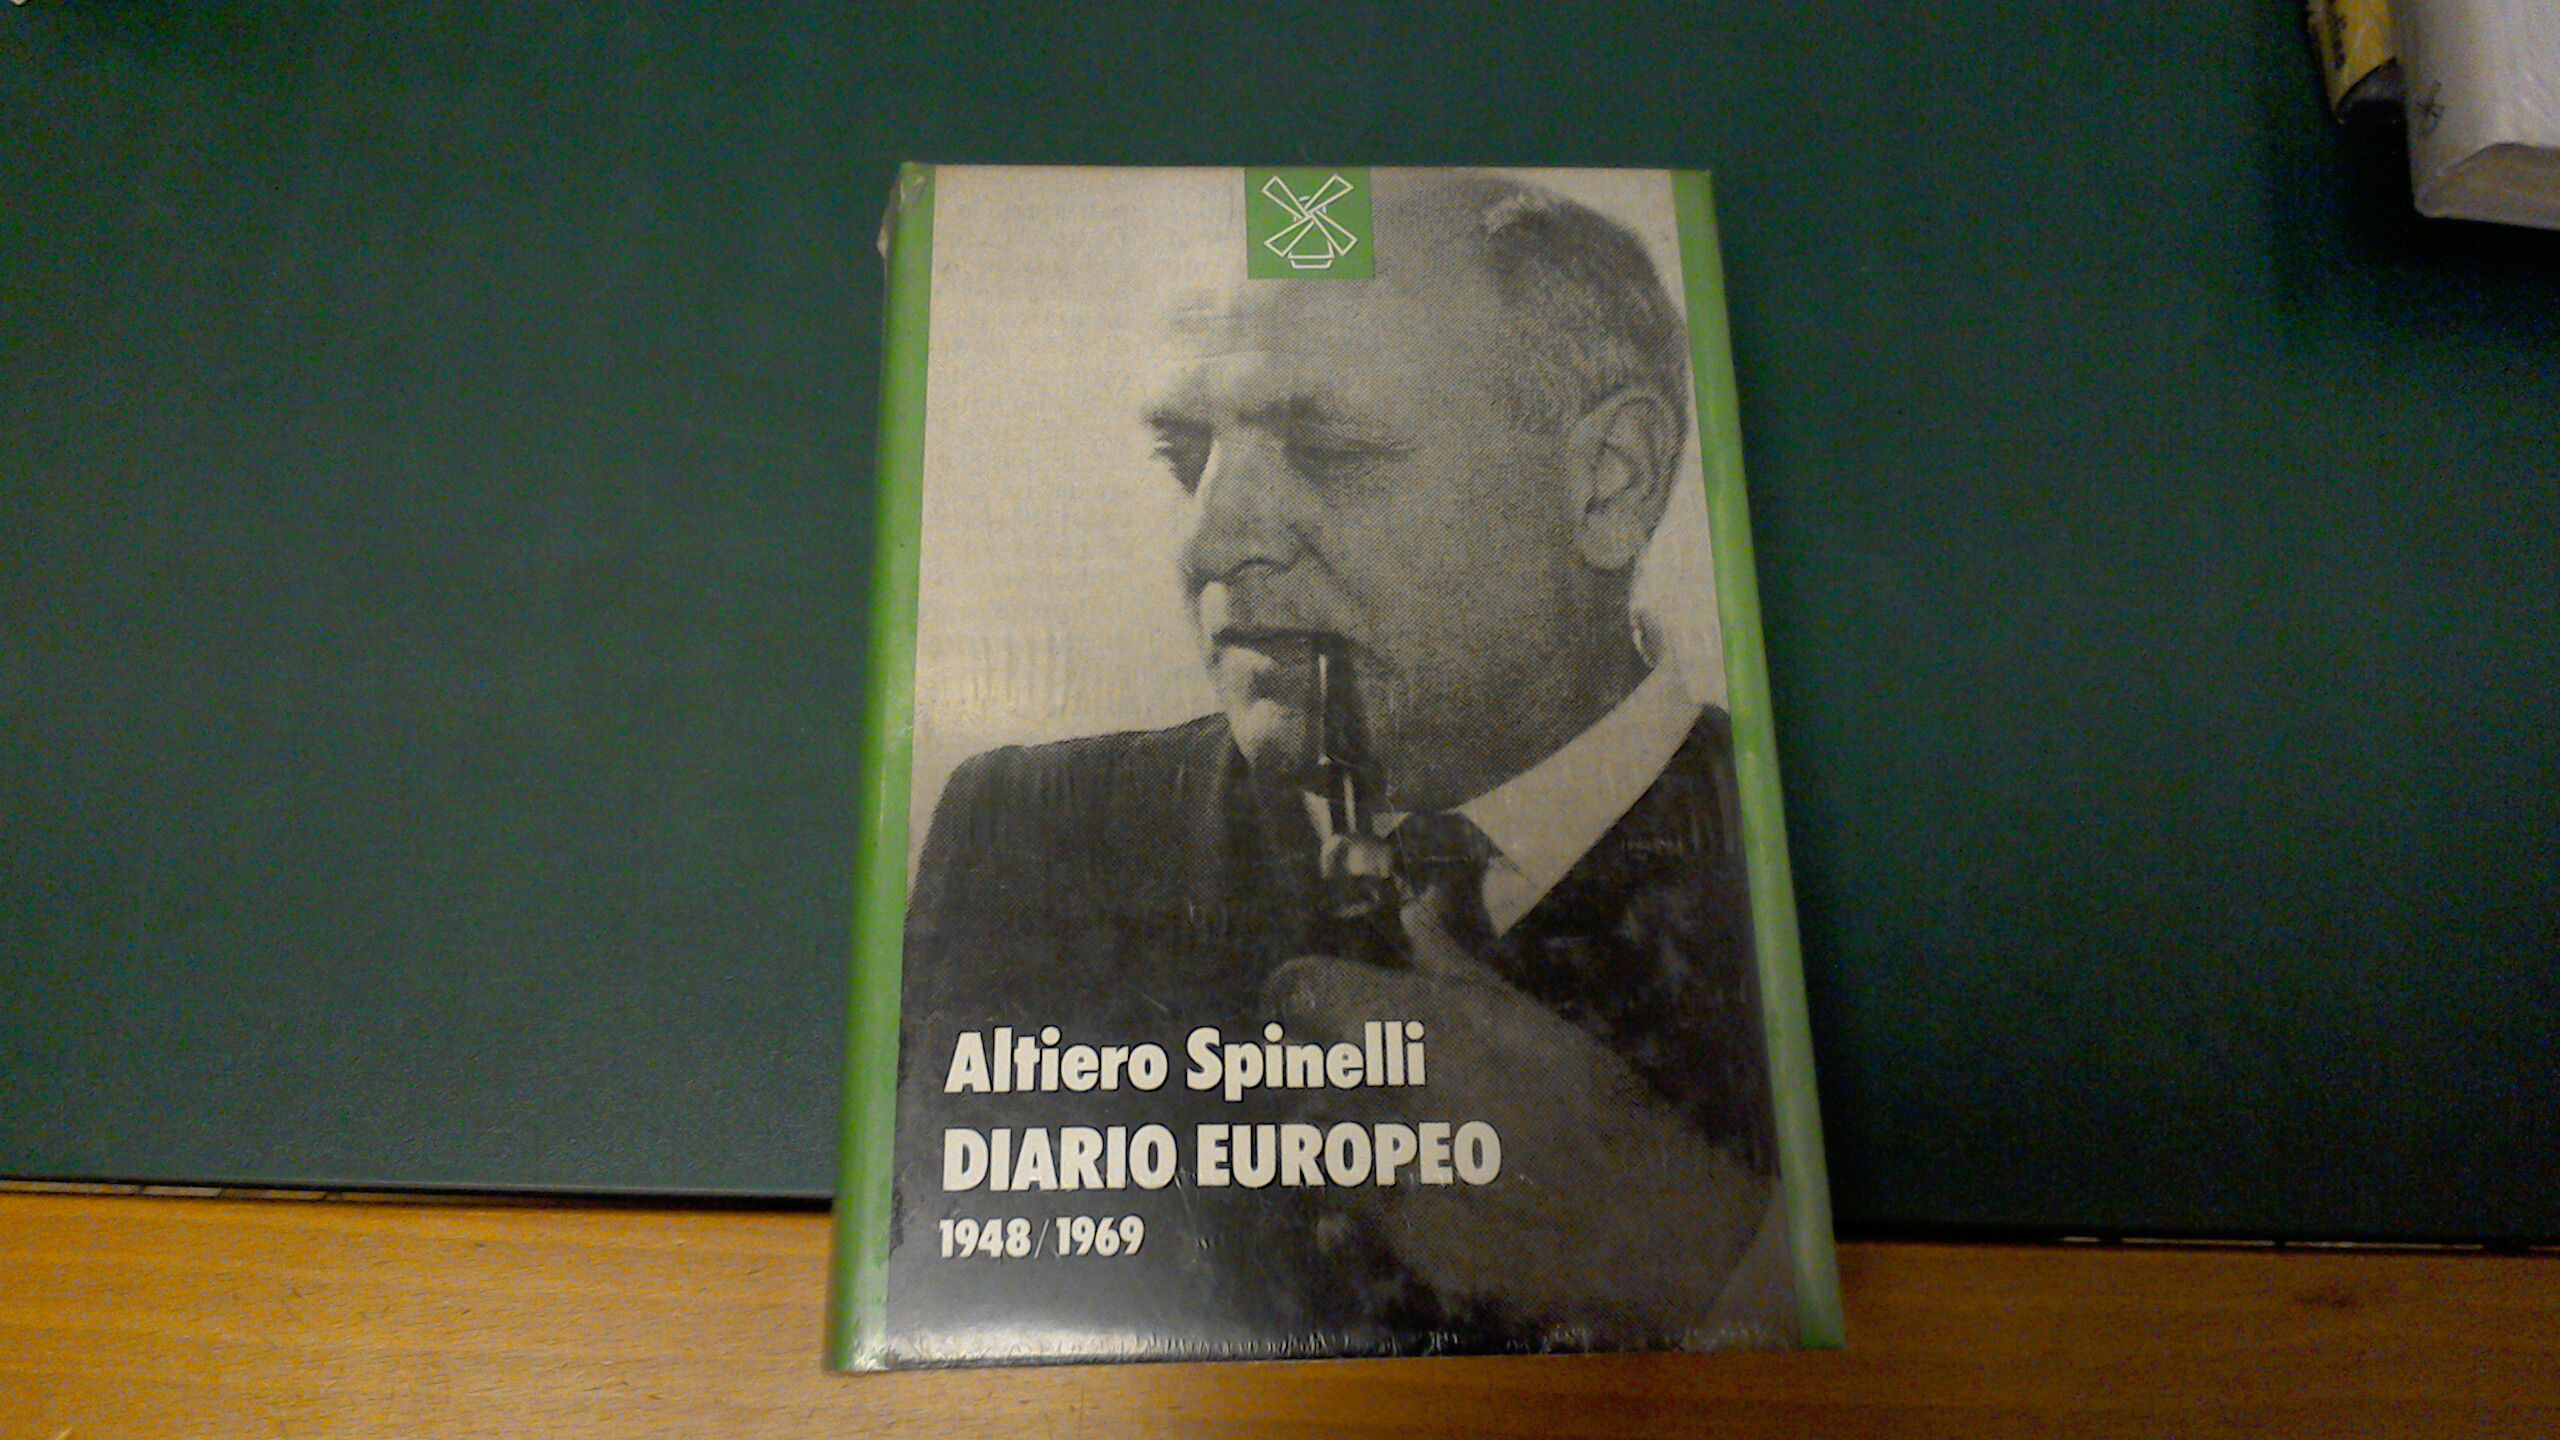 Altiero Spinelli
DIARIO EUROPEO
1948/1969